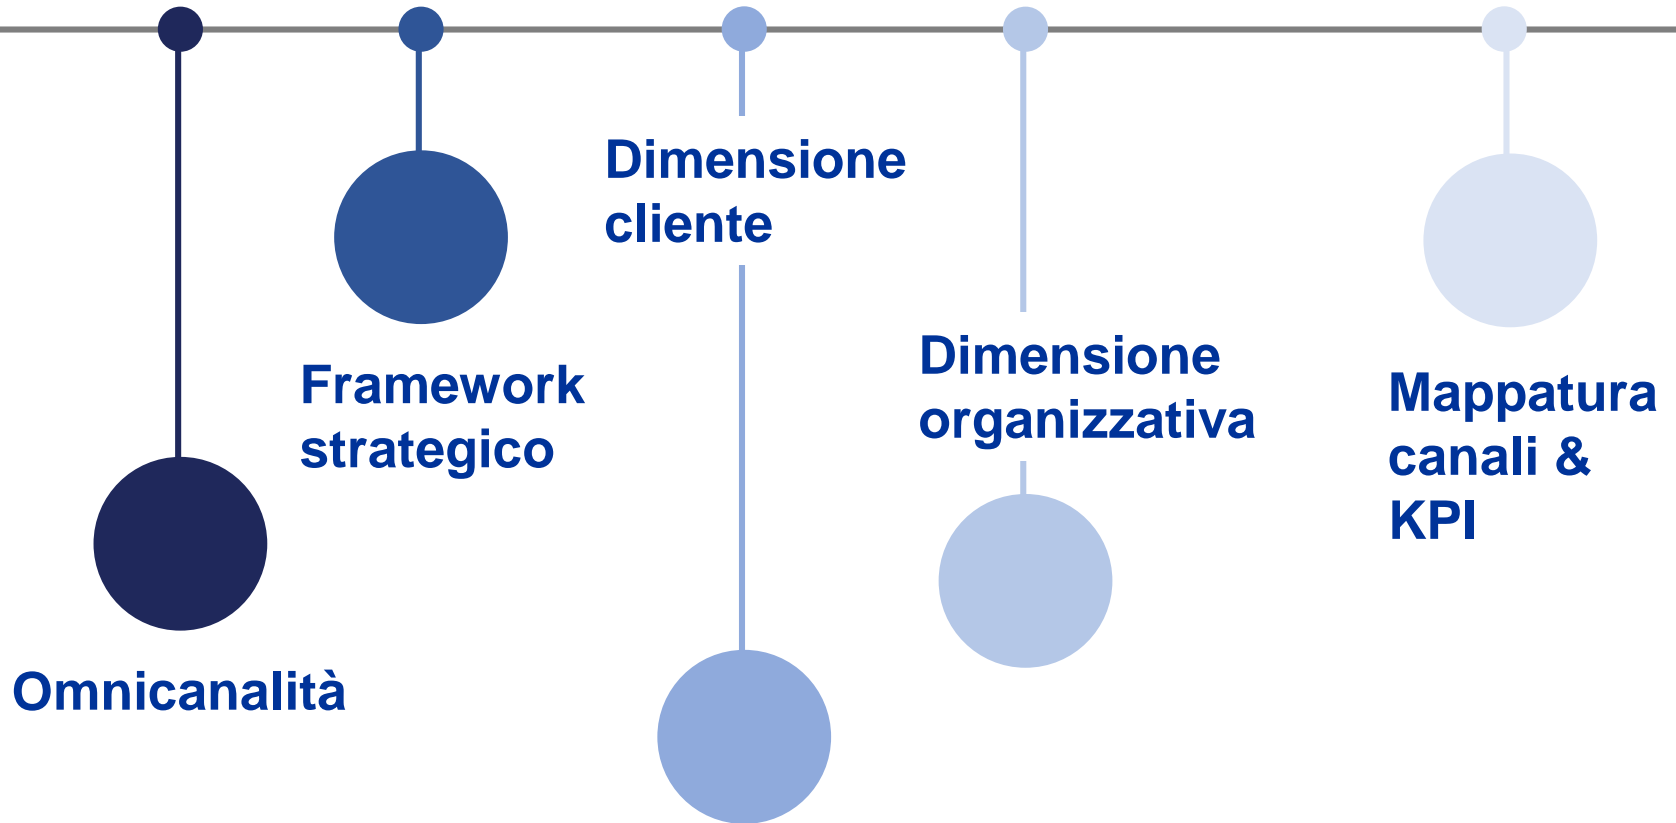 Omnicanalità
Framework
strategico
Dimensione
cliente
Dimensione
organizzativa
Mappatura
canali &
KPI